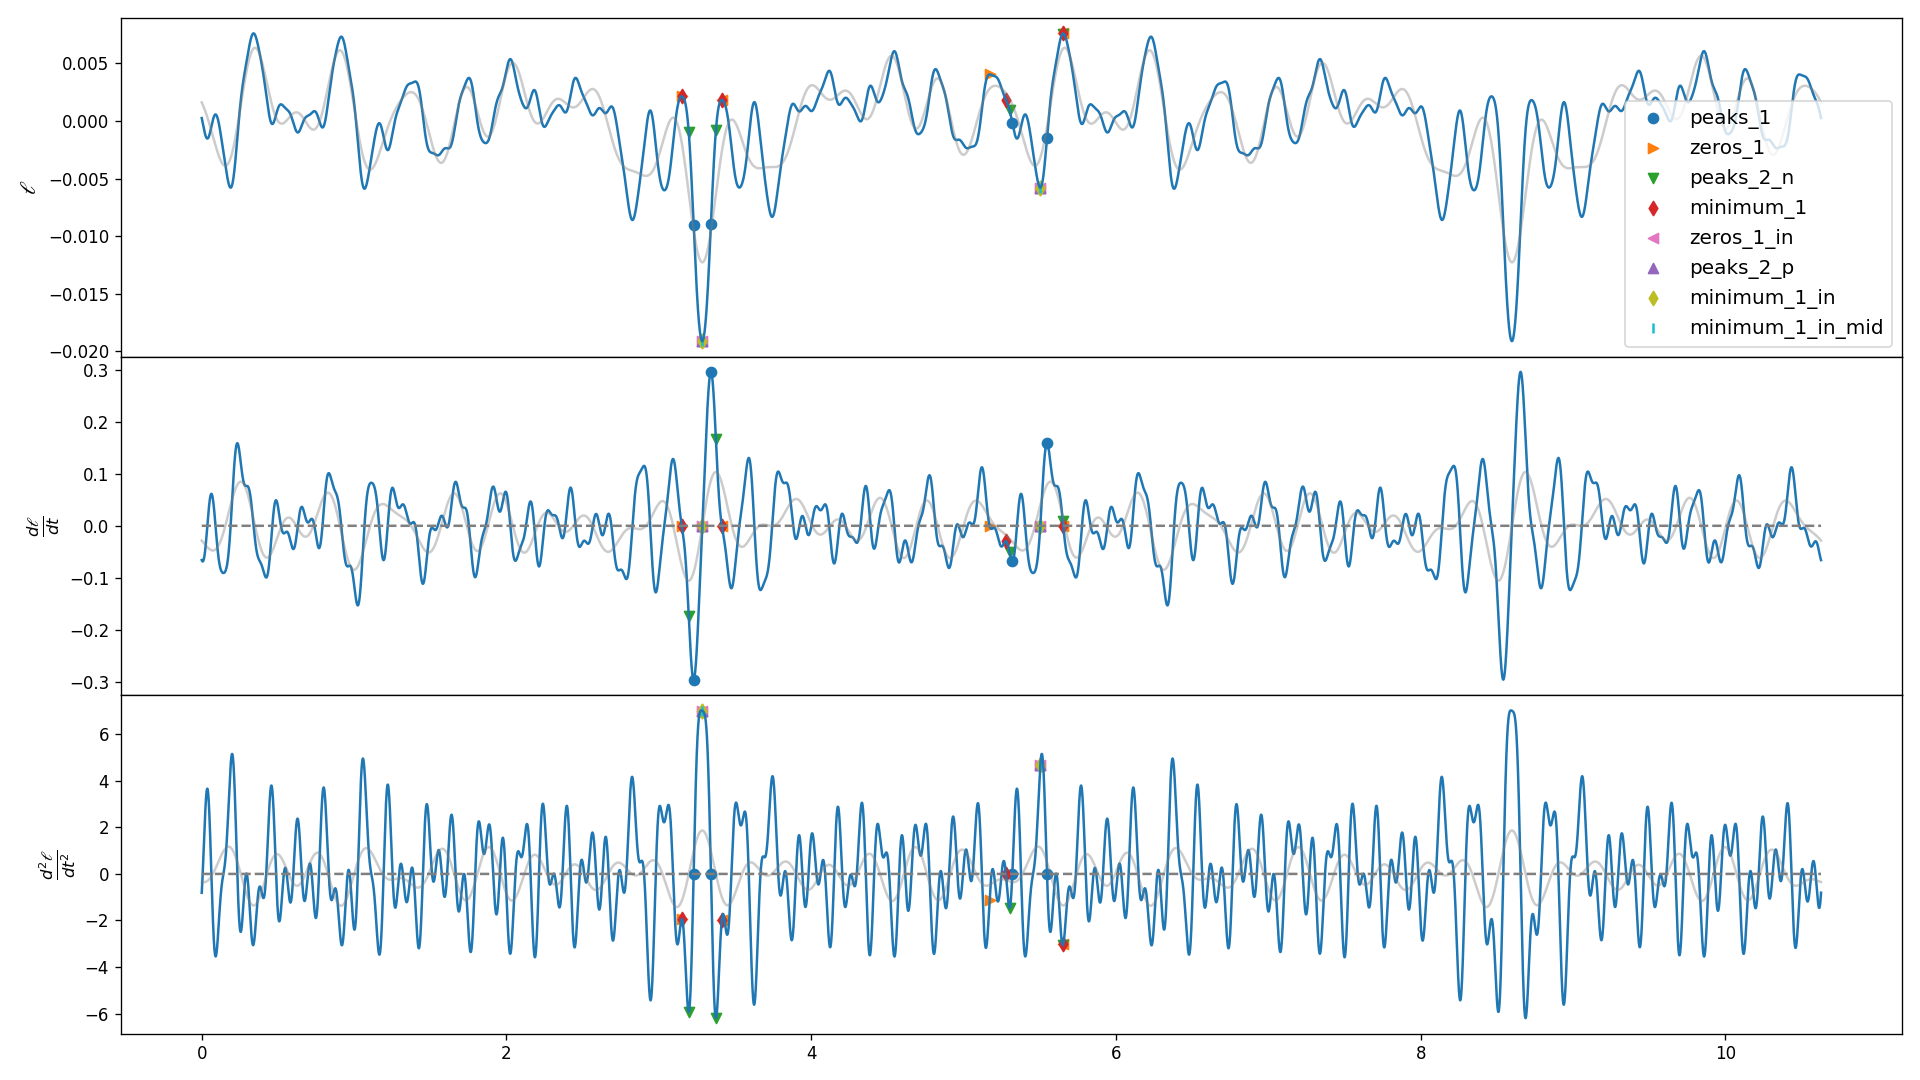 0.005
0.000
−0.005
−0.010
−0.015
−0.020
ℓ
peaks_1
zeros_1
peaks_2_n
minimum_1
zeros_1_in
peaks_2_p
minimum_1_in
minimum_1_in_mid
0.3
0.2
0.1
0.0
−0.1
−0.2
−0.3
dℓ
dt
6
4
2
0
−2
−4
−6
d²ℓ
dt²
0 2 4 6 8 10